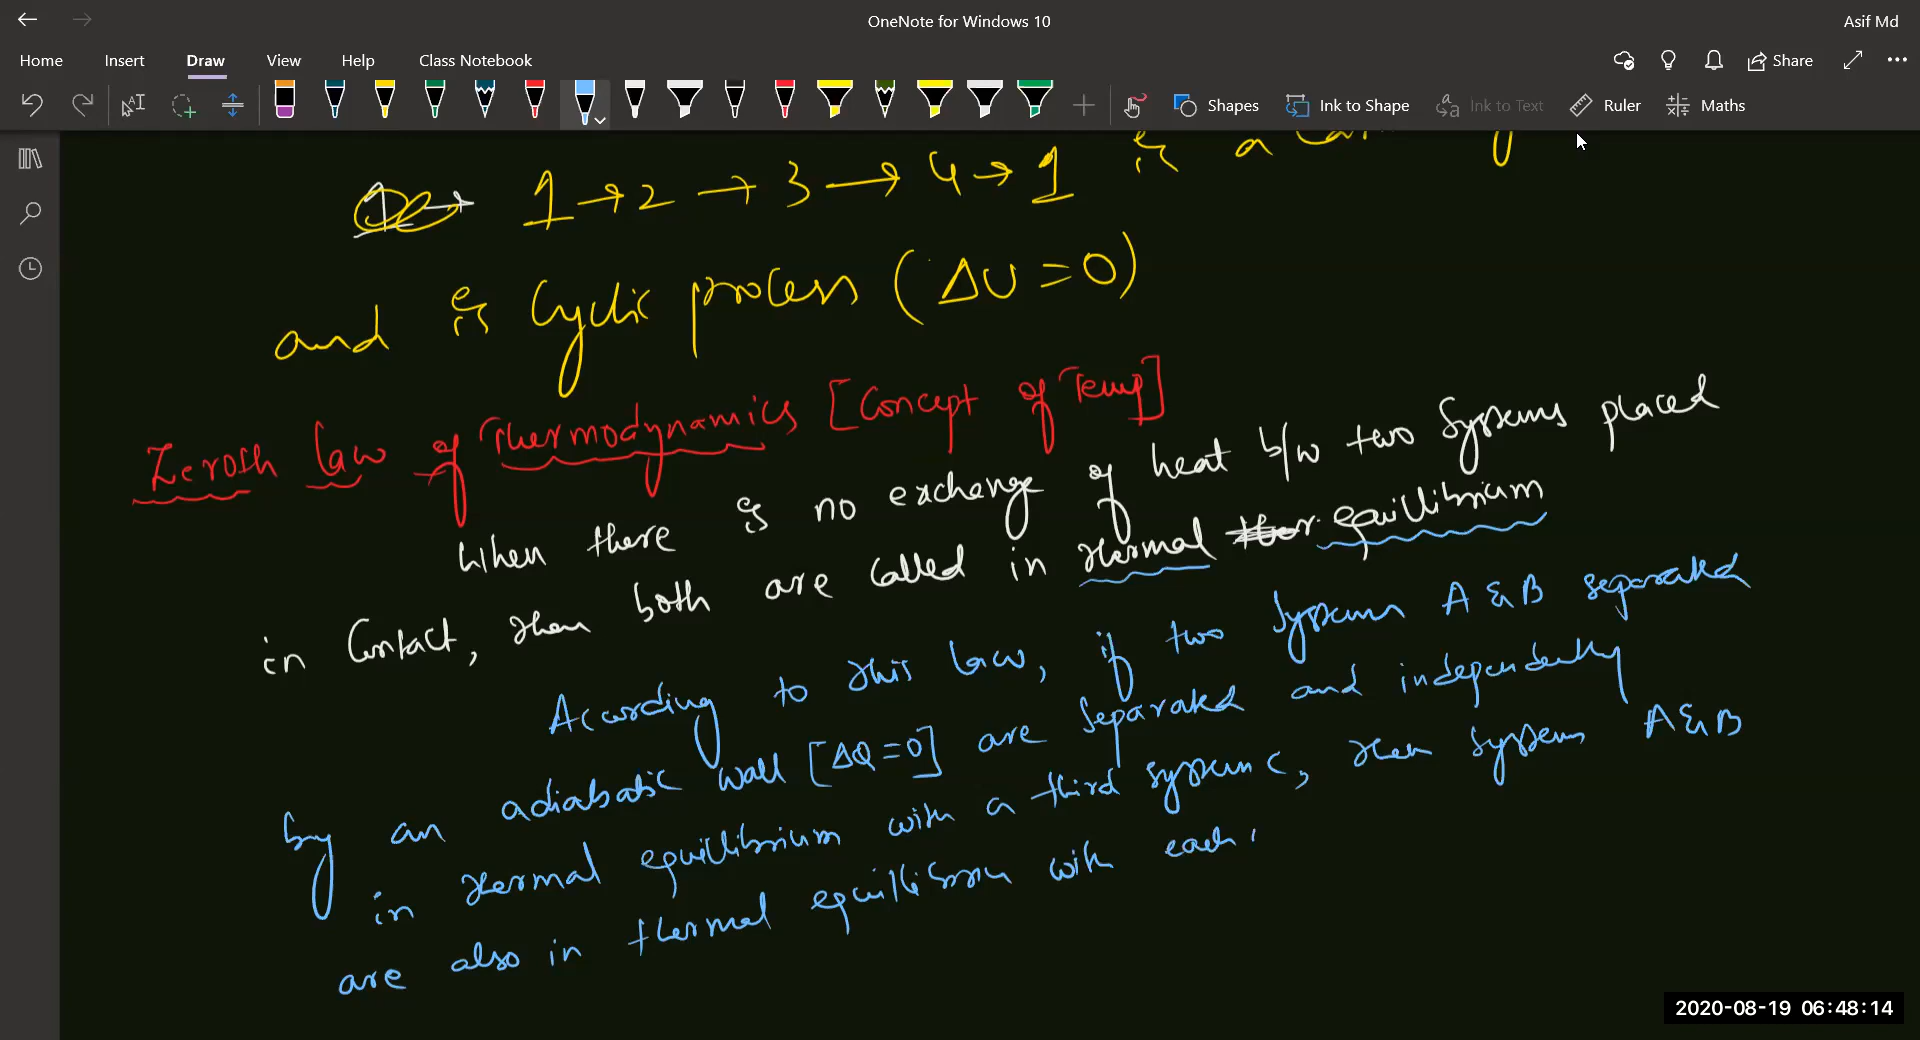 OneNote for Windows 10
Asif Md
Home Insert Draw View Help Class Notebook
Share
Shapes Ink to Shape Ink to Text Ruler Maths
is a
1 → 2 → 3 → 4 → 1
and is Cyclic process (ΔU = 0)
Zeroth Law of Thermodynamics [Concept of Temp]
When there is no exchange of heat b/w two Systems placed
in Contact, then both are called in thermal equillibrium
According to this law, if two Systems A & B separated
by an adiabatic wall [ΔQ = 0] are separated and independently
in thermal equillibrium with a third system C, then systems A & B
are also in thermal equillibrium with each
2020-08-19 06:48:14